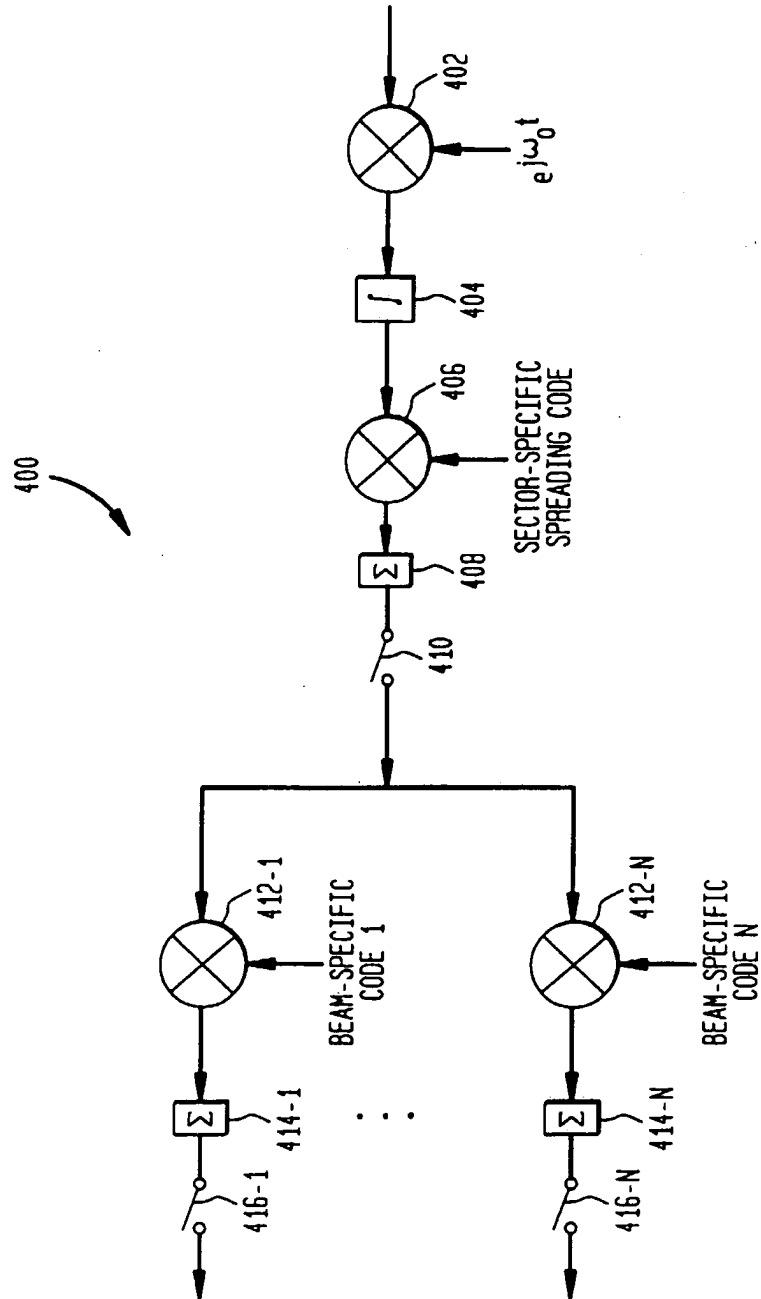 400
402
e^jω₀t
404
406
SECTOR-SPECIFIC
SPREADING CODE
Σ
408
410
412-1
BEAM-SPECIFIC
CODE 1
Σ
414-1
416-1
. . .
412-N
BEAM-SPECIFIC
CODE N
Σ
414-N
416-N
∫